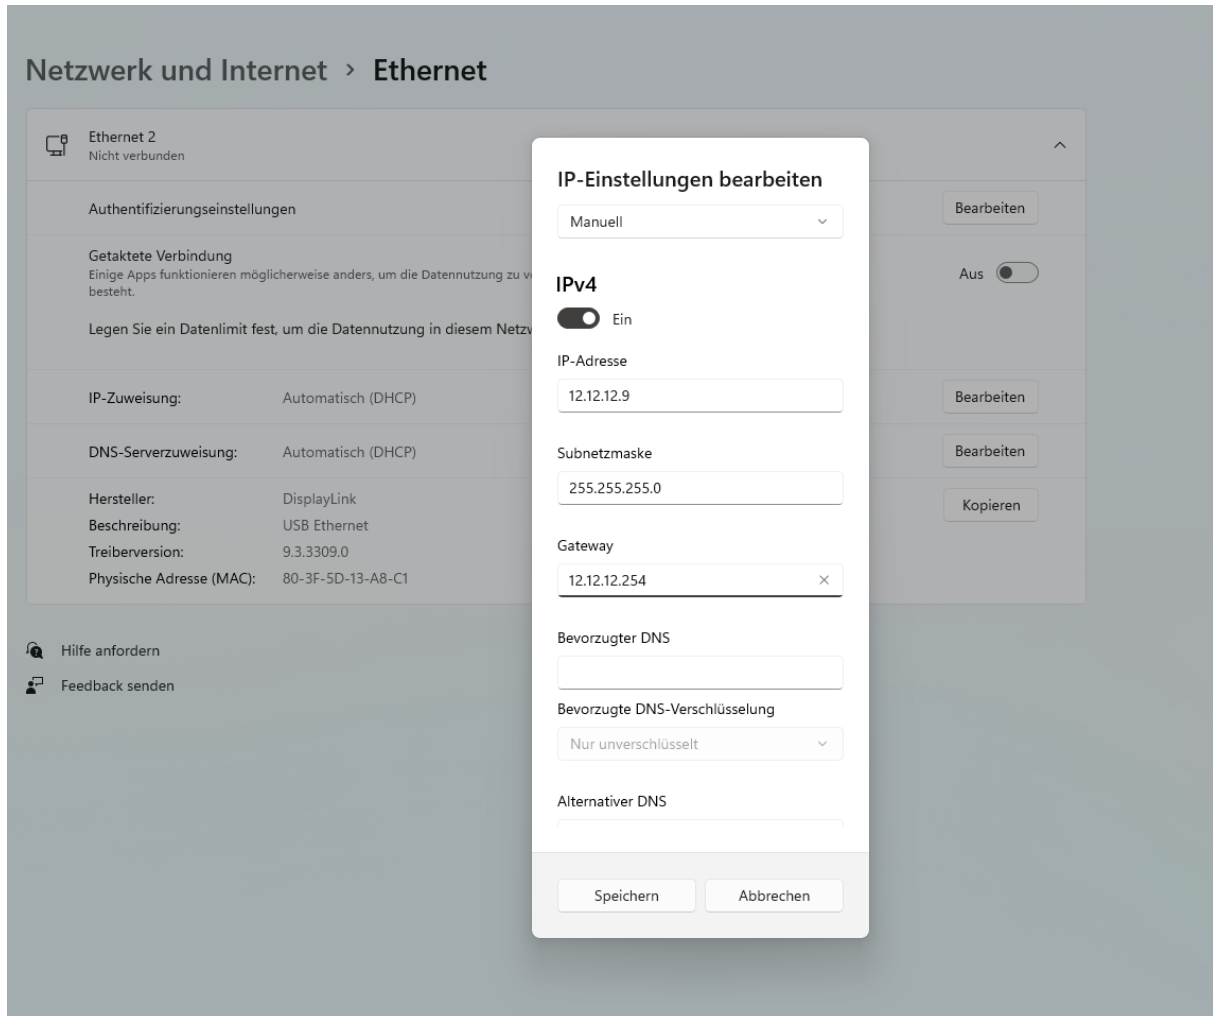 Netzwerk und Internet > Ethernet
Ethernet 2
Nicht verbunden
Authentifizierungseinstellungen
Bearbeiten
Getaktete Verbindung
Einige Apps funktionieren möglicherweise anders, um die Datennutzung zu
besteht.
Aus
Legen Sie ein Datenlimit fest, um die Datennutzung in diesem
IP-Zuweisung:
Automatisch (DHCP)
Bearbeiten
DNS-Serverzuweisung:
Automatisch (DHCP)
Bearbeiten
Hersteller:
DisplayLink
Kopieren
Beschreibung:
USB Ethernet
Treiberversion:
9.3.3309.0
Physische Adresse (MAC):
80-3F-5D-13-A8-C1
Hilfe anfordern
Feedback senden
IP-Einstellungen bearbeiten
Manuell
IPv4
Ein
IP-Adresse
12.12.12.9
Subnetzmaske
255.255.255.0
Gateway
12.12.12.254
Bevorzugter DNS
Bevorzugte DNS-Verschlüsselung
Nur unverschlüsselt
Alternativer DNS
Speichern
Abbrechen